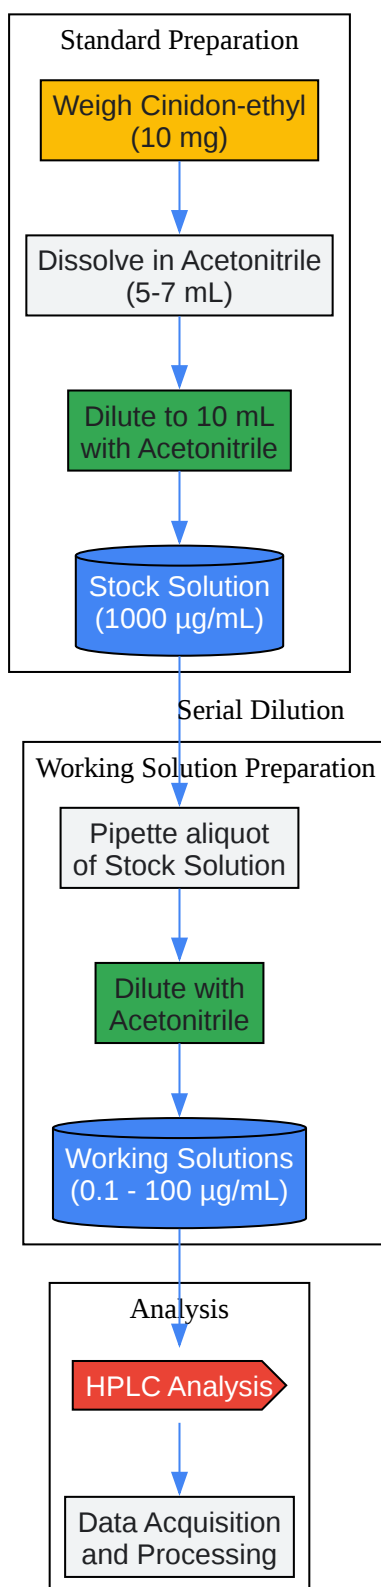 Standard Preparation
Weigh Cinidon-ethyl
(10 mg)
Dissolve in Acetonitrile
(5-7 mL)
Dilute to 10 mL
with Acetonitrile
Stock Solution
(1000 µg/mL)
Serial Dilution
Working Solution Preparation
Pipette aliquot
of Stock Solution
Dilute with
Acetonitrile
Working Solutions
(0.1 - 100 µg/mL)
Analysis
HPLC Analysis
Data Acquisition
and Processing